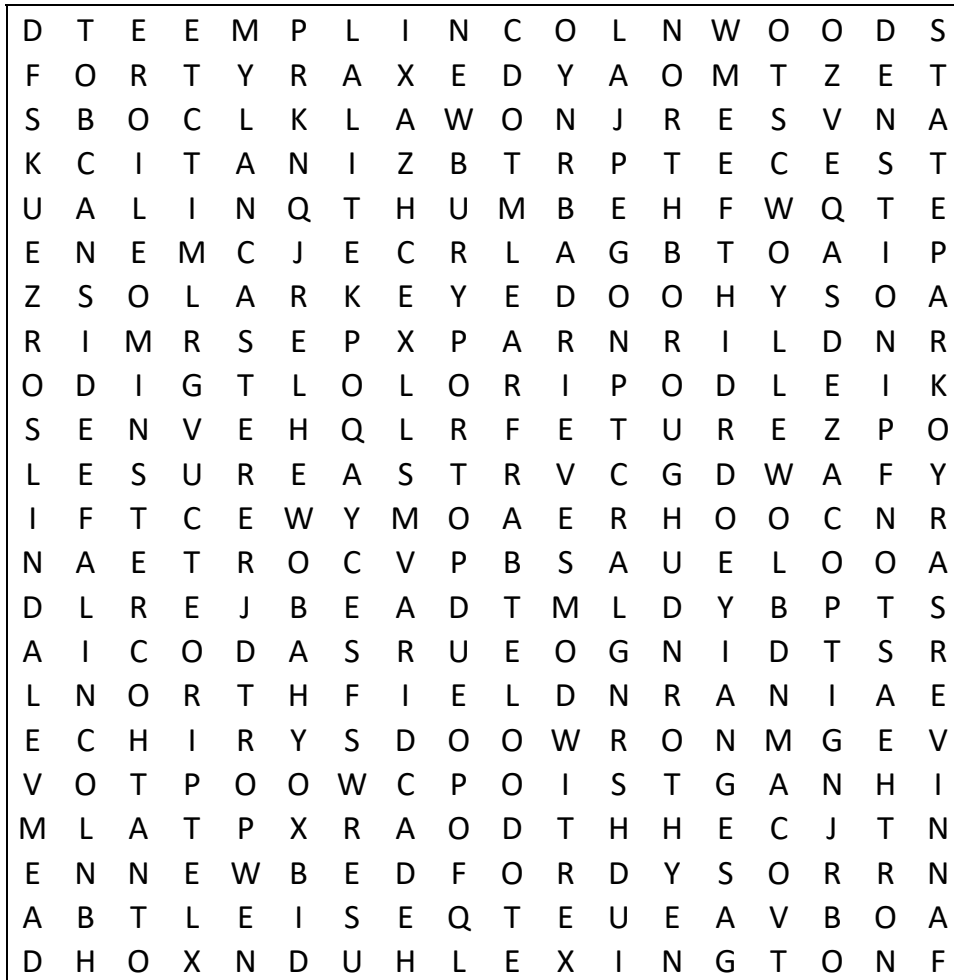 D T E E M P L I N C O L N W O O D S
F O R T Y R A X E D Y A O M T Z E T
S B O C L K L A W O N J R E S V N A
K C I T A N I Z B T R P T E C E S T
U A L I N Q T H U M B E H F W Q T E
E N E M C J E C R L A G B T O A I P
Z S O L A R K E Y E D O O H Y S O A
R I M R S E P X P A R N R I L D N R
O D I G T L O L O R I P O D L E I K
S E N V E H Q L R F E T U R E Z P O
L E S U R E A S T R V C G D W A F Y
I F T C E W Y M O A E R H O O C N R
N A E T R O C V P B S A U E L O O A
D L R E J B E A D T M L D Y B P T S
A I C O D A S R U E O G N I D T S R
L N O R T H F I E L D N R A N I A E
E C H I R Y S D O O W R O N M G E V
V O T P O O W C P O I S T G A N H I
M L A T P X R A O D T H H E C J T N
E N N E W B E D F O R D Y S O R R N
A B T L E I S E Q T E U E A V B O A
D H O X N D U H L E X I N G T O N F